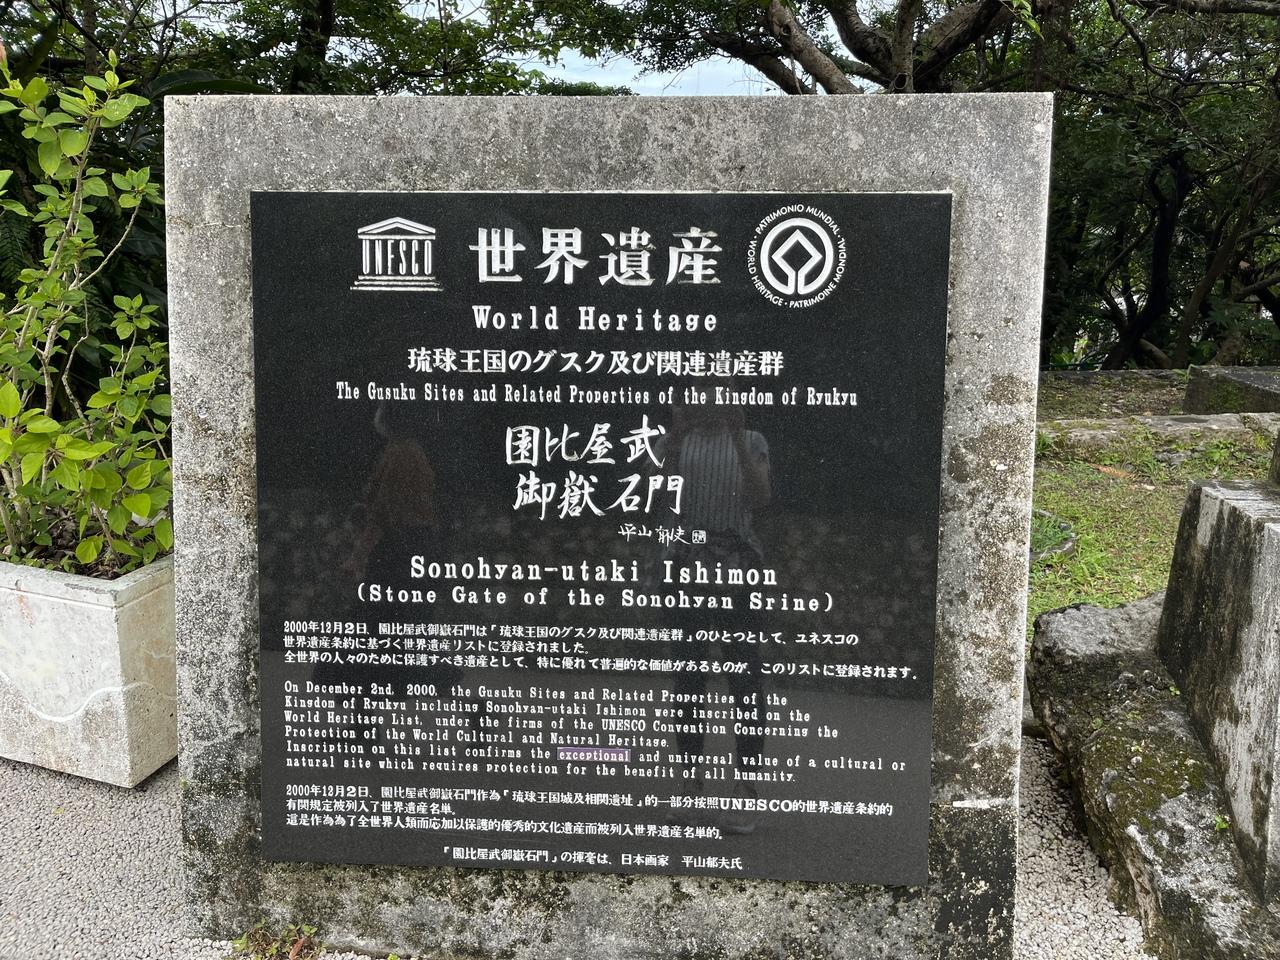 UNESCO
世界遺産
WORLD HERITAGE · PATRIMONIO MUNDIAL · PATRIMOINE MONDIAL ·
World Heritage
琉球王国のグスク及び関連遺産群
The Gusuku Sites and Related Properties of the Kingdom of Ryukyu
園比屋武
御嶽石門
平山郁夫
Sonohyan-utaki Ishimon
(Stone Gate of the Sonohyan Srine)
2000年12月2日、園比屋武御嶽石門は「琉球王国のグスク及び関連遺産群」のひとつとして、ユネスコの
世界遺産条約に基づく世界遺産リストに登録されました。
全世界の人々のために保護すべき遺産として、特に優れて普遍的な価値があるものが、このリストに登録されます。
On December 2nd, 2000, the Gusuku Sites and Related Properties of the
Kingdom of Ryukyu including Sonohyan-utaki Ishimon were inscribed on the
World Heritage List, under the firms of the UNESCO Convention Concerning the
Protection of the World Cultural and Natural Heritage.
Inscription on this list confirms the exceptional and universal value of a cultural or
natural site which requires protection for the benefit of all humanity.
2000年12月2日、園比屋武御嶽石門作為「琉球王国城及相関遺址」的一部分按照UNESCO的世界遺産条約的
有関規定被列入了世界遺産名単。
這是作為為了全世界人類而応加以保護的優秀的文化遺産而被列入世界遺産名単的。
「園比屋武御嶽石門」の揮毫は、日本画家 平山郁夫氏